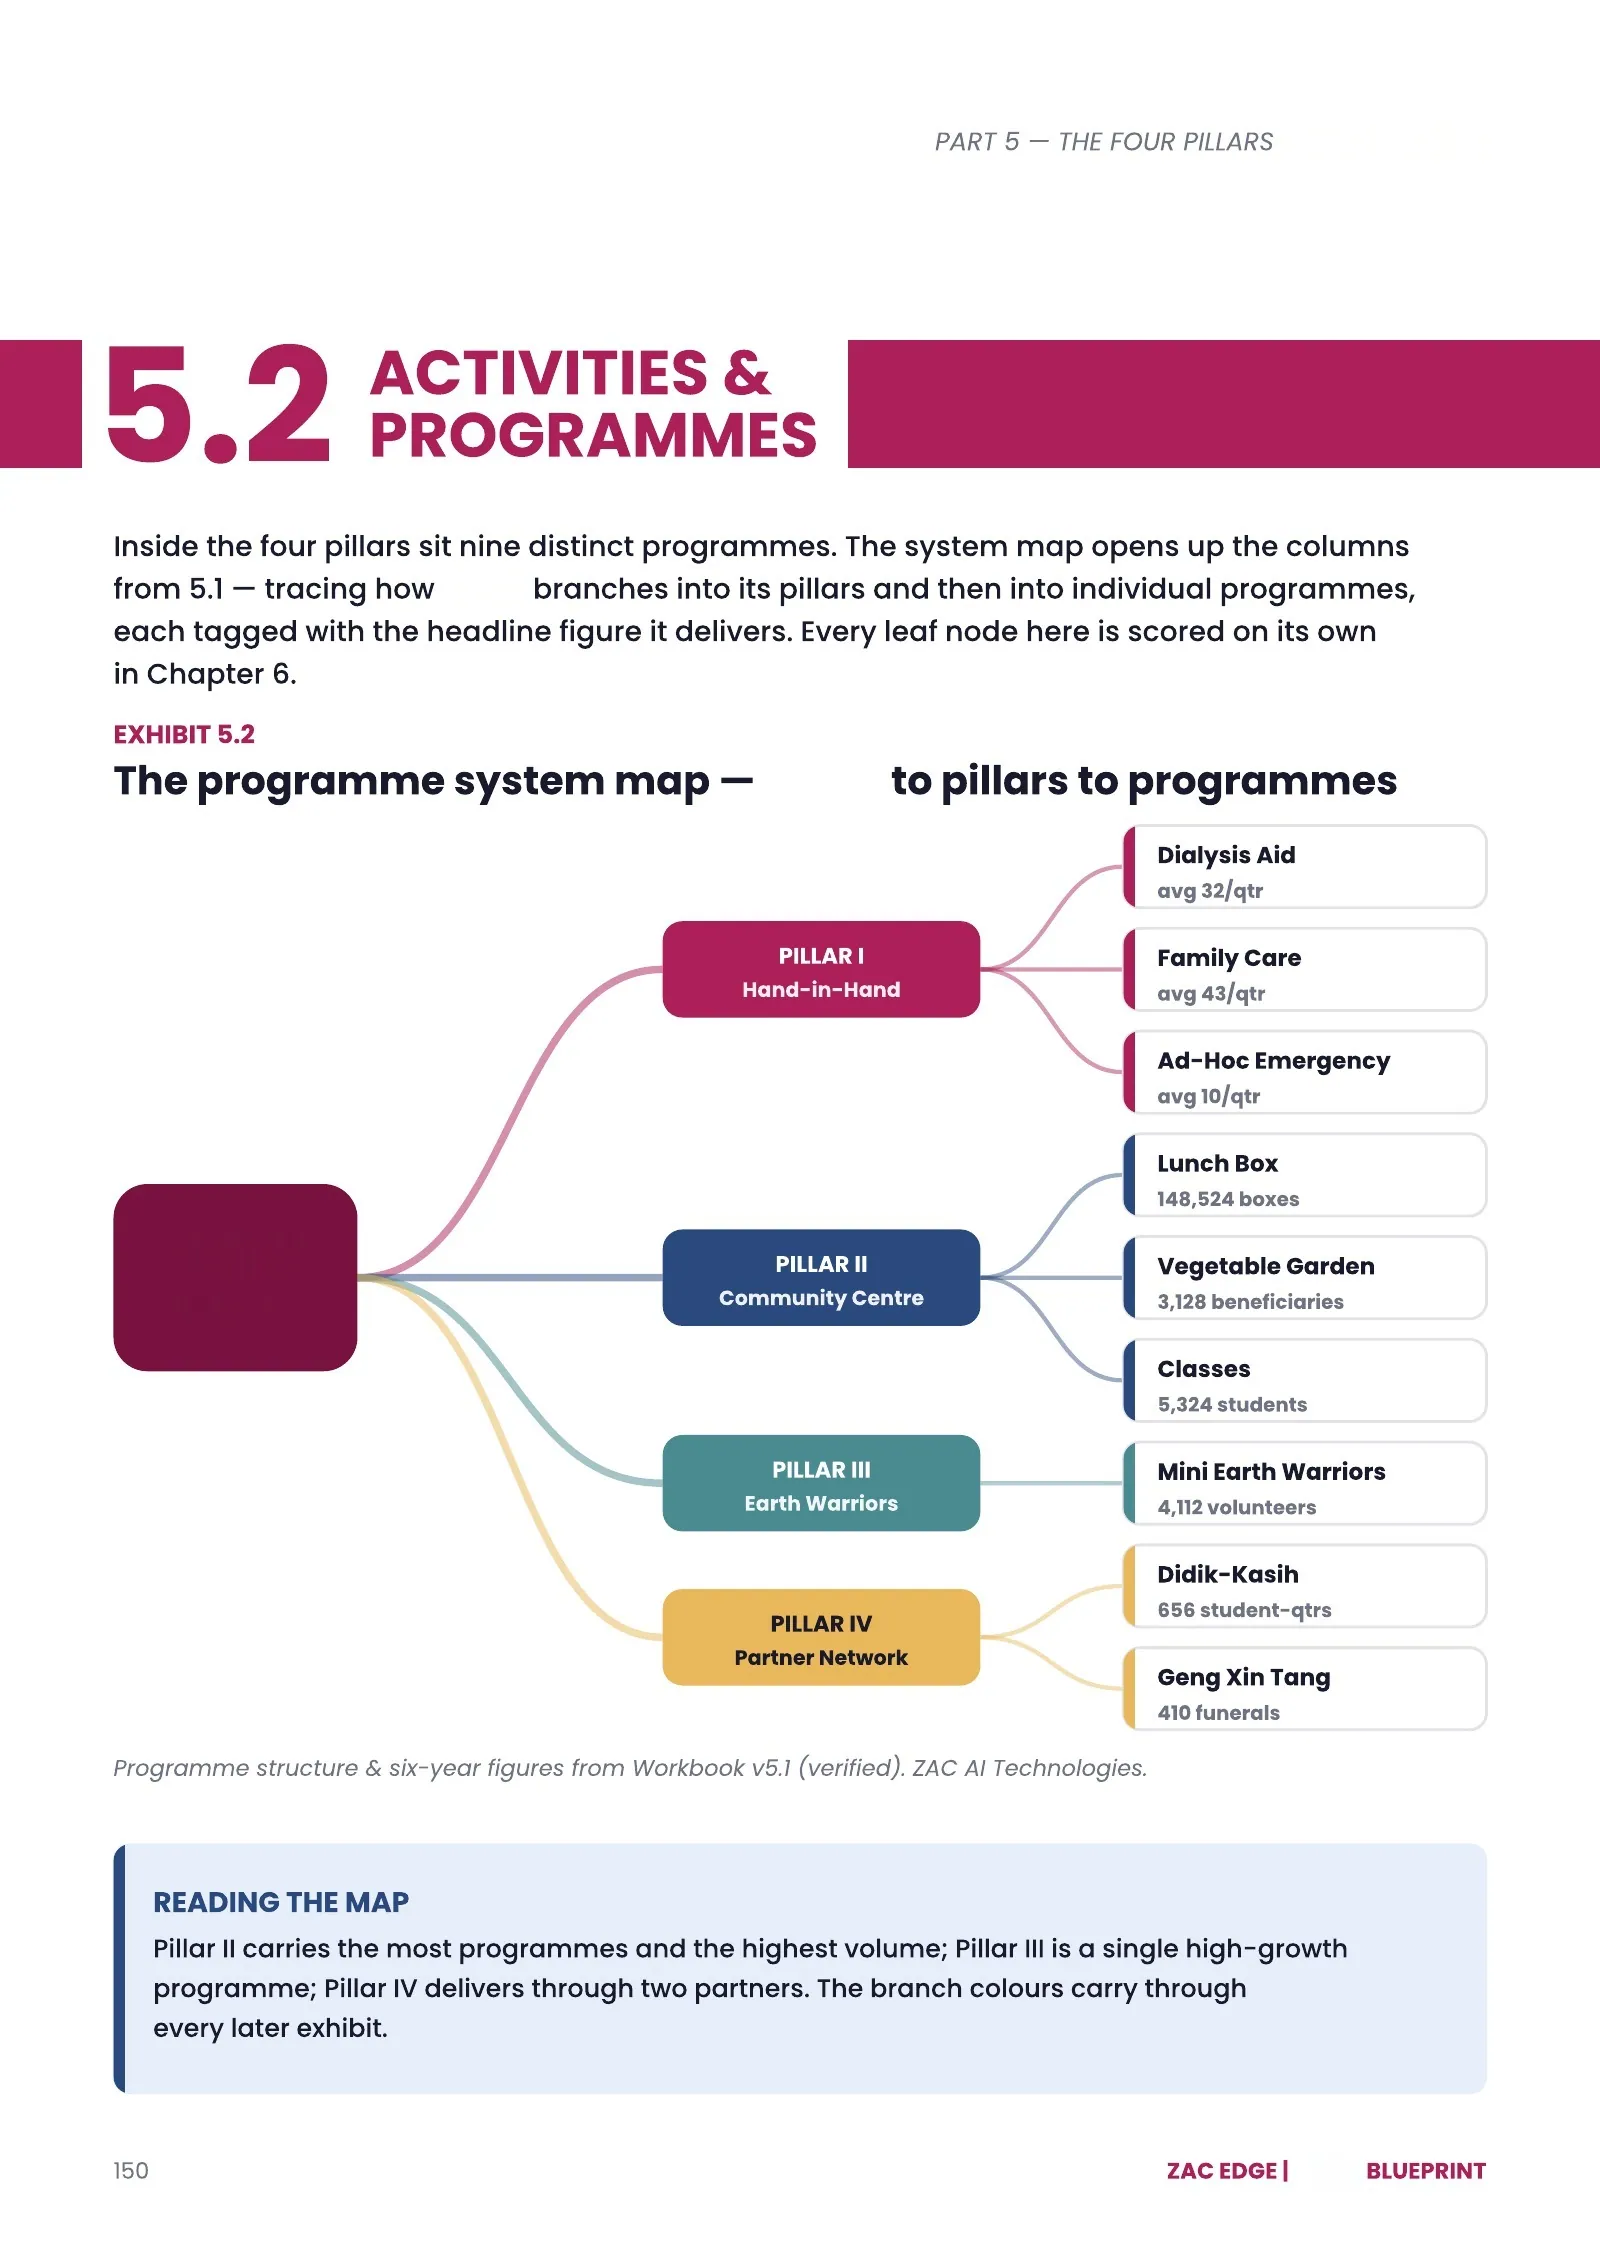 PART 5 — THE FOUR PILLARS
5.2
ACTIVITIES &
PROGRAMMES
Inside the four pillars sit nine distinct programmes. The system map opens up the columns
from 5.1 — tracing how branches into its pillars and then into individual programmes,
each tagged with the headline figure it delivers. Every leaf node here is scored on its own
in Chapter 6.
EXHIBIT 5.2
The programme system map — to pillars to programmes
PILLAR I
Hand-in-Hand
Dialysis Aid
avg 32/qtr
Family Care
avg 43/qtr
Ad-Hoc Emergency
avg 10/qtr
PILLAR II
Community Centre
Lunch Box
148,524 boxes
Vegetable Garden
3,128 beneficiaries
Classes
5,324 students
PILLAR III
Earth Warriors
Mini Earth Warriors
4,112 volunteers
PILLAR IV
Partner Network
Didik-Kasih
656 student-qtrs
Geng Xin Tang
410 funerals
Programme structure & six-year figures from Workbook v5.1 (verified). ZAC AI Technologies.
READING THE MAP
Pillar II carries the most programmes and the highest volume; Pillar III is a single high-growth
programme; Pillar IV delivers through two partners. The branch colours carry through
every later exhibit.
150
ZAC EDGE | BLUEPRINT